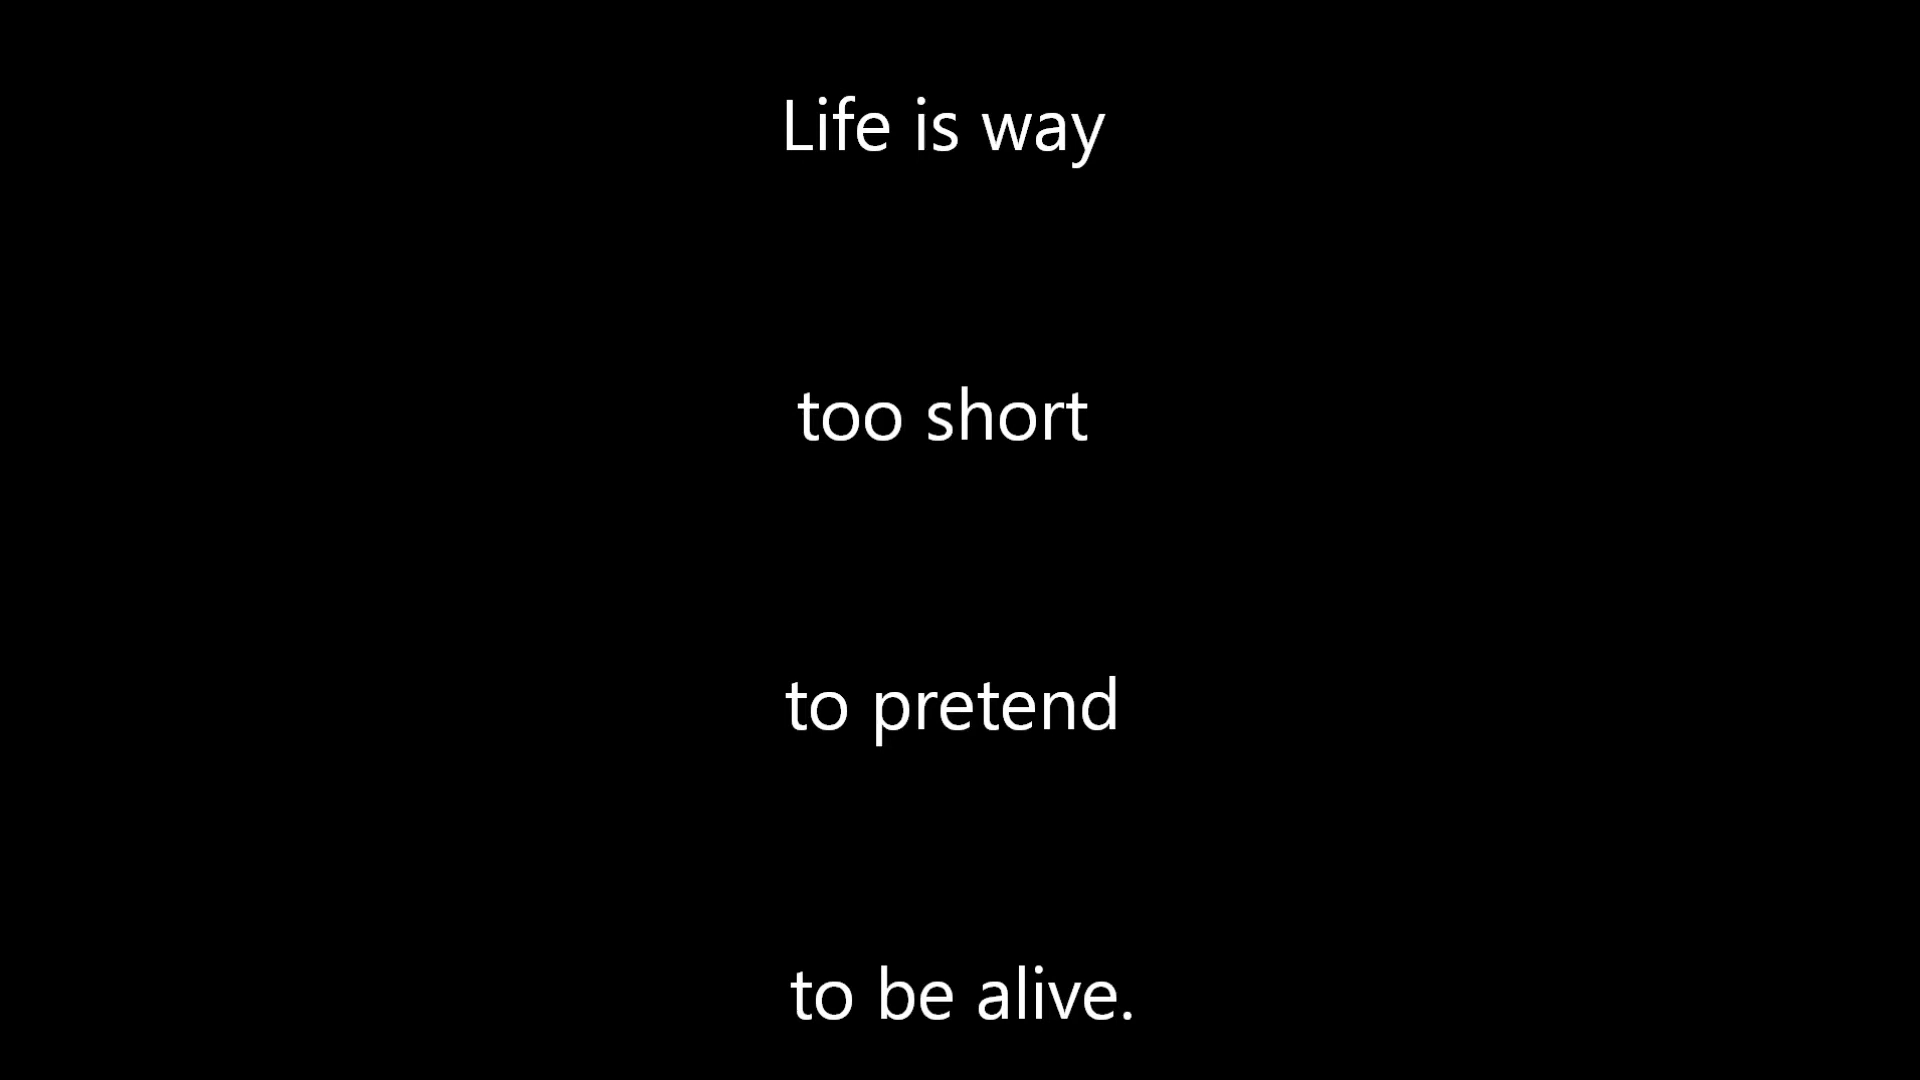 Life is way
too short
to pretend
to be alive.